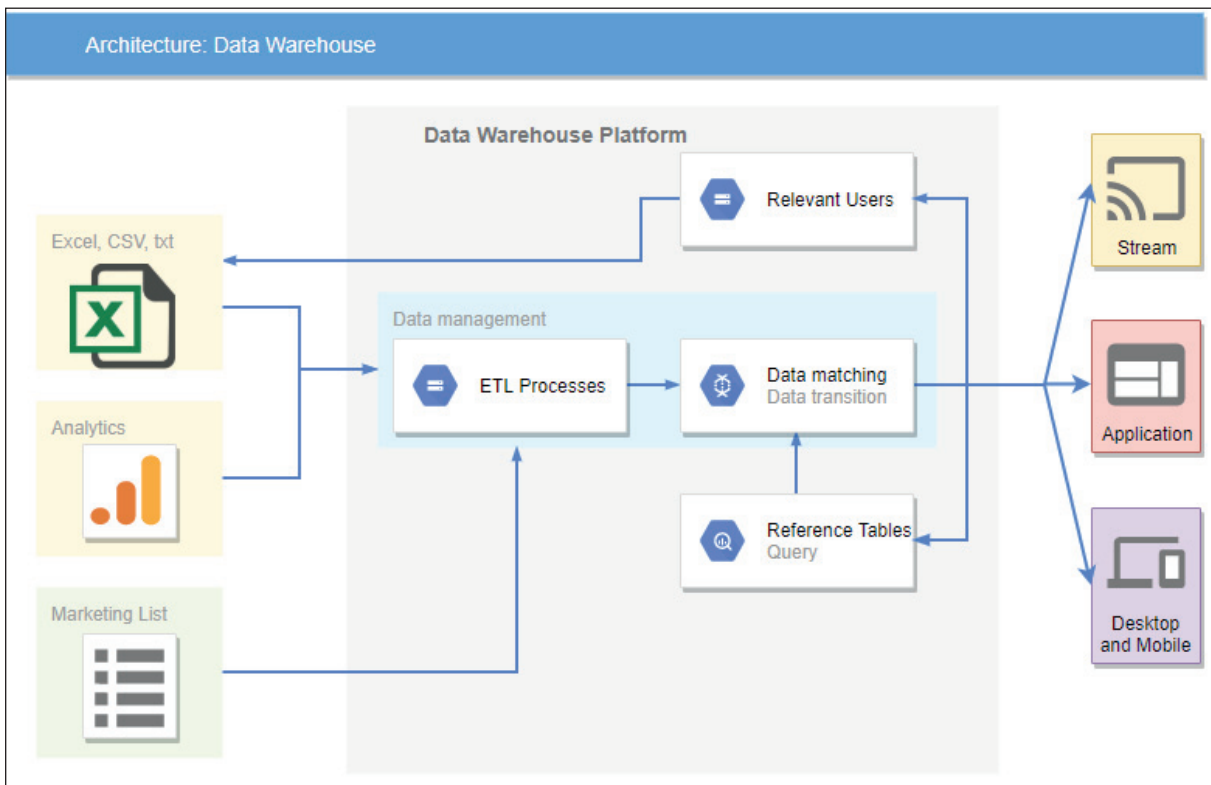 Architecture: Data Warehouse
Data Warehouse Platform
Relevant Users
Stream
Excel, CSV, txt
X
Data management
ETL Processes
Data matching
Data transition
Application
Analytics
Reference Tables
Query
Marketing List
Desktop
and Mobile